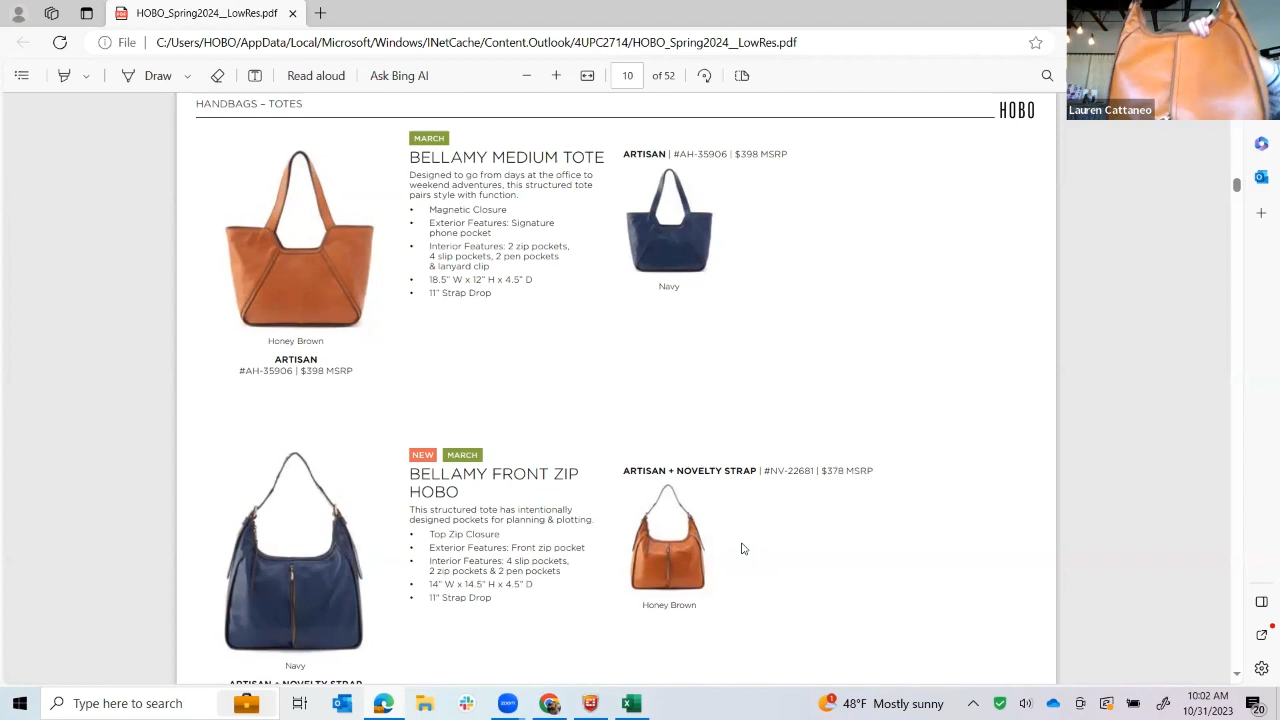 HOBO_Spring2024__LowRes.pdf
File C:/Users/HOBO/AppData/Local/Microsoft/Windows/INetCache/Content.Outlook/4UPC2714/HOBO_Spring2024__LowRes.pdf
Draw Read aloud Ask Bing AI 10 of 52
Lauren Cattaneo
HANDBAGS – TOTES
HOBO
MARCH
BELLAMY MEDIUM TOTE
Designed to go from days at the office to
weekend adventures, this structured tote
pairs style with function.
• Magnetic Closure
• Exterior Features: Signature
phone pocket
• Interior Features: 2 zip pockets,
4 slip pockets, 2 pen pockets
& lanyard clip
• 18.5" W x 12" H x 4.5" D
• 11" Strap Drop
ARTISAN | #AH-35906 | $398 MSRP
Navy
Honey Brown
ARTISAN
#AH-35906 | $398 MSRP
NEW MARCH
BELLAMY FRONT ZIP
HOBO
This structured tote has intentionally
designed pockets for planning & plotting.
• Top Zip Closure
• Exterior Features: Front zip pocket
• Interior Features: 4 slip pockets,
2 zip pockets & 2 pen pockets
• 14" W x 14.5" H x 4.5" D
• 11" Strap Drop
ARTISAN + NOVELTY STRAP | #NV-22681 | $378 MSRP
Honey Brown
Navy
ARTISAN + NOVELTY STRAP
Type here to search
zoom
48°F Mostly sunny
10:02 AM
10/31/2023
1
20